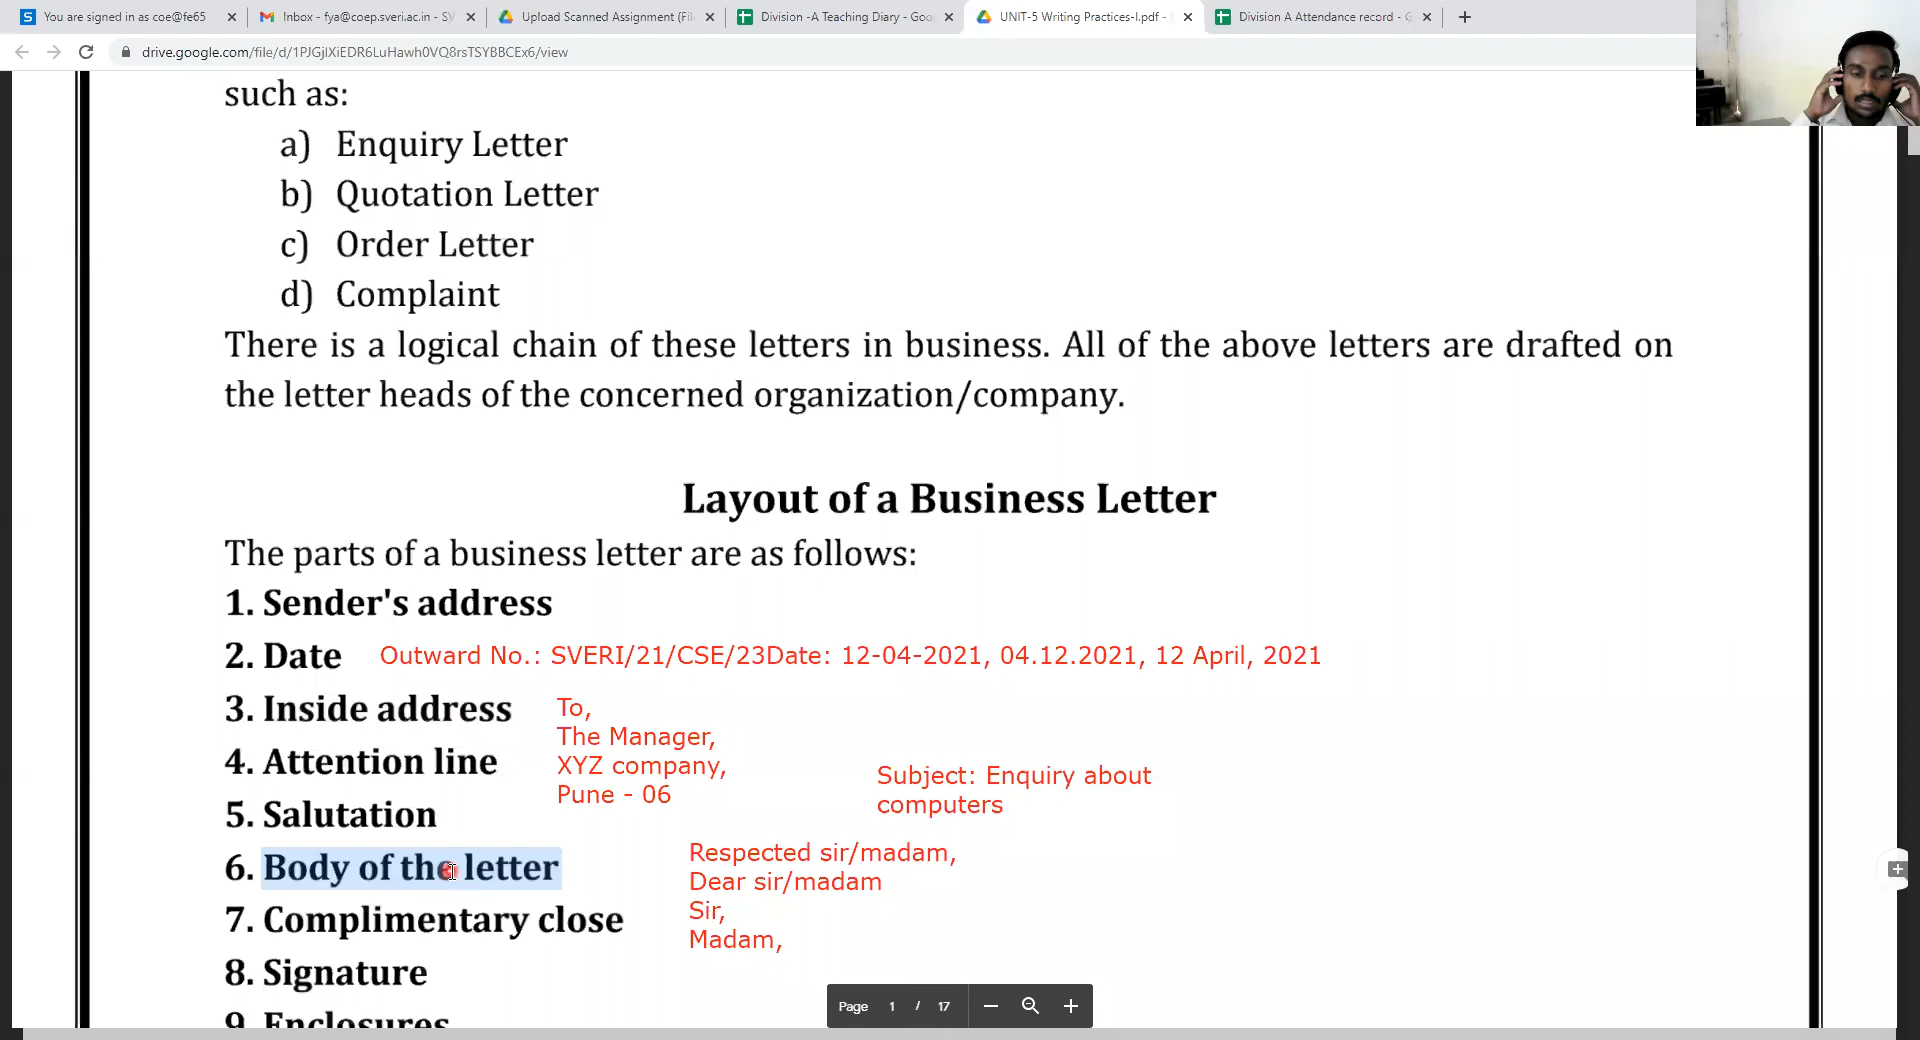 You are signed in as coe@fe65
Inbox - fya@coep.sveri.ac.in - SV
Upload Scanned Assignment (Fil
Division -A Teaching Diary - Goo
UNIT-5 Writing Practices-I.pdf -
Division A Attendance record - G
drive.google.com/file/d/1PJGjIXiEDR6LuHawh0VQ8rsTSYBBCEx6/view
such as:
a) Enquiry Letter
b) Quotation Letter
c) Order Letter
d) Complaint
There is a logical chain of these letters in business. All of the above letters are drafted on
the letter heads of the concerned organization/company.
Layout of a Business Letter
The parts of a business letter are as follows:
1. Sender's address
2. Date
Outward No.: SVERI/21/CSE/23Date: 12-04-2021, 04.12.2021, 12 April, 2021
3. Inside address
To,
The Manager,
4. Attention line
XYZ company,
Pune - 06
Subject: Enquiry about
computers
5. Salutation
6. Body of the letter
Respected sir/madam,
Dear sir/madam
Sir,
Madam,
7. Complimentary close
8. Signature
9. Enclosures
Page 1 / 17